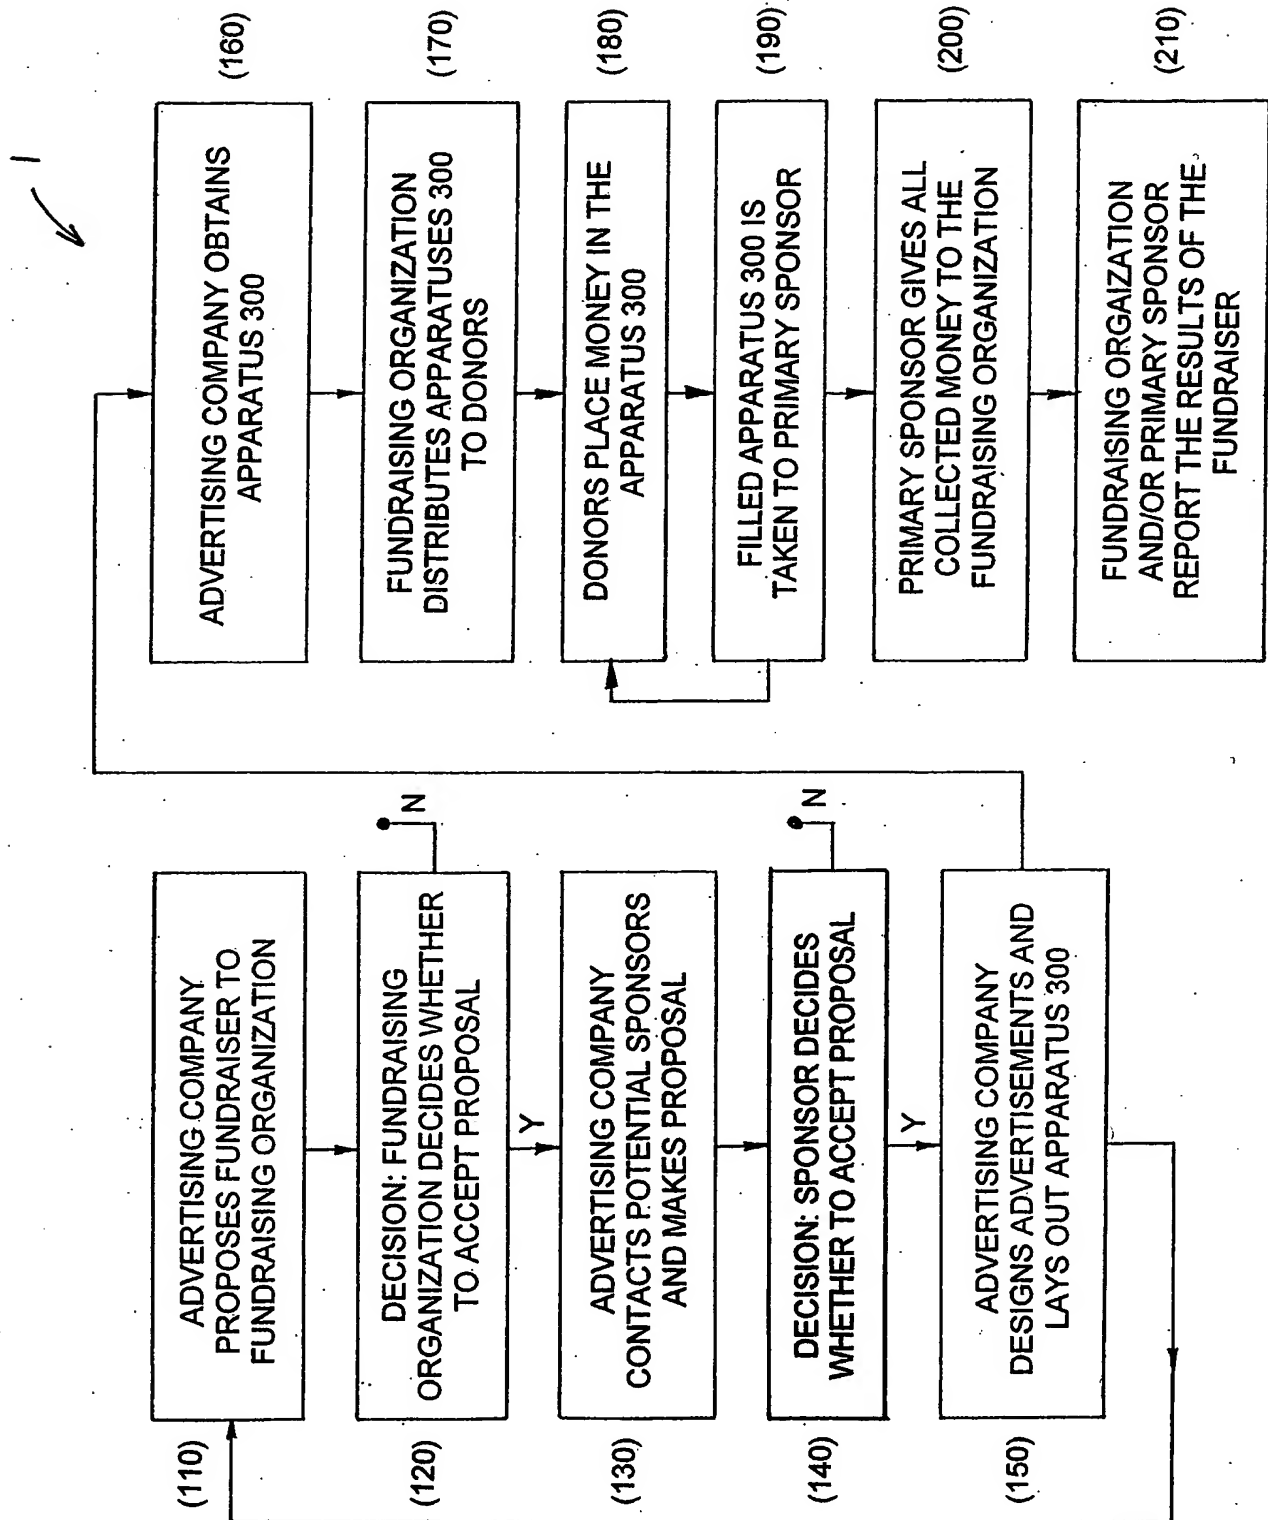 1
ADVERTISING COMPANY
PROPOSES FUNDRAISER TO
FUNDRAISING ORGANIZATION
(110)
DECISION: FUNDRAISING
ORGANIZATION DECIDES WHETHER
TO ACCEPT PROPOSAL
(120)
N
Y
ADVERTISING COMPANY
CONTACTS POTENTIAL SPONSORS
AND MAKES PROPOSAL
(130)
DECISION: SPONSOR DECIDES
WHETHER TO ACCEPT PROPOSAL
(140)
N
Y
ADVERTISING COMPANY
DESIGNS ADVERTISEMENTS AND
LAYS OUT APPARATUS 300
(150)
ADVERTISING COMPANY OBTAINS
APPARATUS 300
(160)
FUNDRAISING ORGANIZATION
DISTRIBUTES APPARATUSES 300
TO DONORS
(170)
DONORS PLACE MONEY IN THE
APPARATUS 300
(180)
FILLED APPARATUS 300 IS
TAKEN TO PRIMARY SPONSOR
(190)
PRIMARY SPONSOR GIVES ALL
COLLECTED MONEY TO THE
FUNDRAISING ORGANIZATION
(200)
FUNDRAISING ORGAIZATION
AND/OR PRIMARY SPONSOR
REPORT THE RESULTS OF THE
FUNDRAISER
(210)